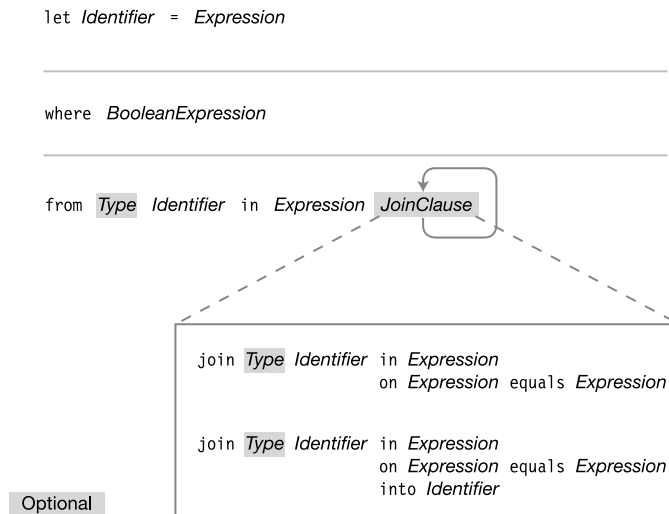 let Identifier = Expression
where BooleanExpression
from Type Identifier in Expression JoinClause
join Type Identifier in Expression
on Expression equals Expression
join Type Identifier in Expression
on Expression equals Expression
into Identifier
Optional